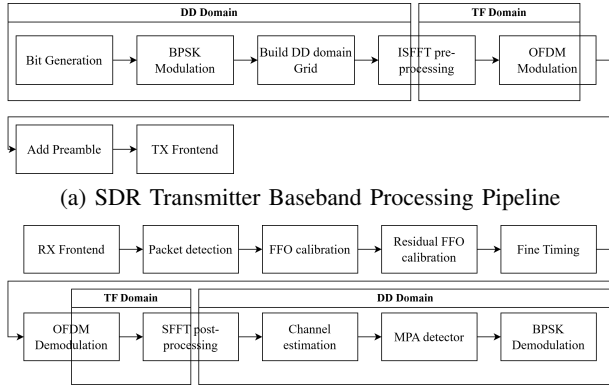 DD Domain
TF Domain
Bit Generation
BPSK
Modulation
Build DD domain
Grid
ISFFT pre-
processing
OFDM
Modulation
Add Preamble
TX Frontend
(a) SDR Transmitter Baseband Processing Pipeline
RX Frontend
Packet detection
FFO calibration
Residual FFO
calibration
Fine Timing
TF Domain
DD Domain
OFDM
Demodulation
SFFT post-
processing
Channel
estimation
MPA detector
BPSK
Demodulation